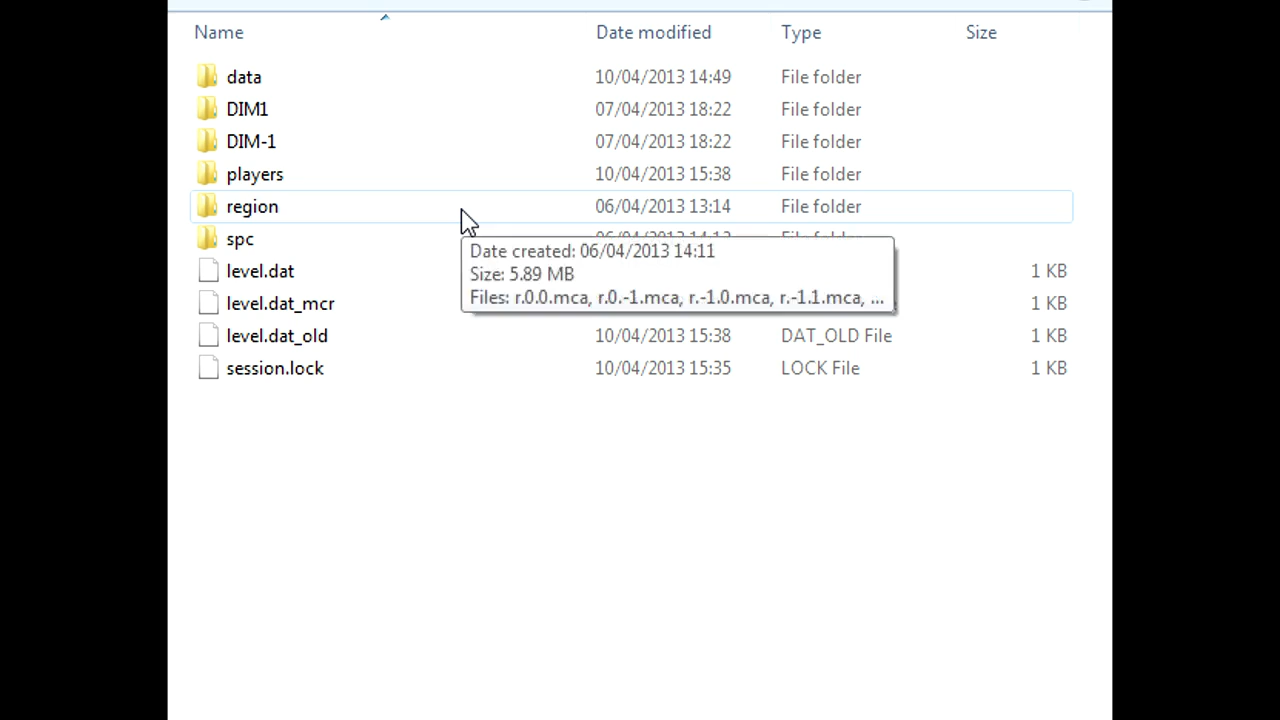 Name Date modified Type Size
data 10/04/2013 14:49 File folder
DIM1 07/04/2013 18:22 File folder
DIM-1 07/04/2013 18:22 File folder
players 10/04/2013 15:38 File folder
region 06/04/2013 13:14 File folder
spc
Date created: 06/04/2013 14:11
Size: 5.89 MB
Files: r.0.0.mca, r.0.-1.mca, r.-1.0.mca, r.-1.1.mca, ...
level.dat 1 KB
level.dat_mcr 1 KB
level.dat_old 10/04/2013 15:38 DAT_OLD File 1 KB
session.lock 10/04/2013 15:35 LOCK File 1 KB